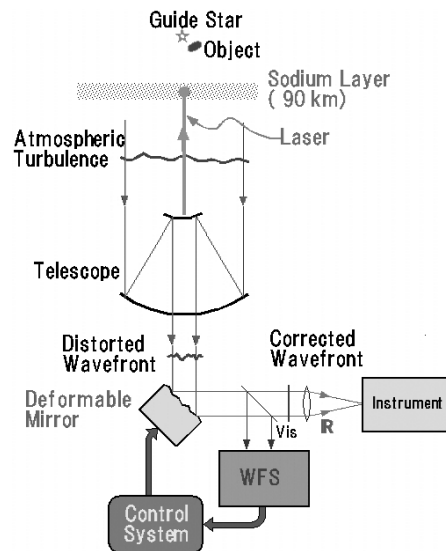 Guide Star
Object
Sodium Layer
( 90 km)
Laser
Atmospheric
Turbulence
Telescope
Distorted
Wavefront
Corrected
Wavefront
Deformable
Mirror
Instrument
Vis
R
WFS
Control
System